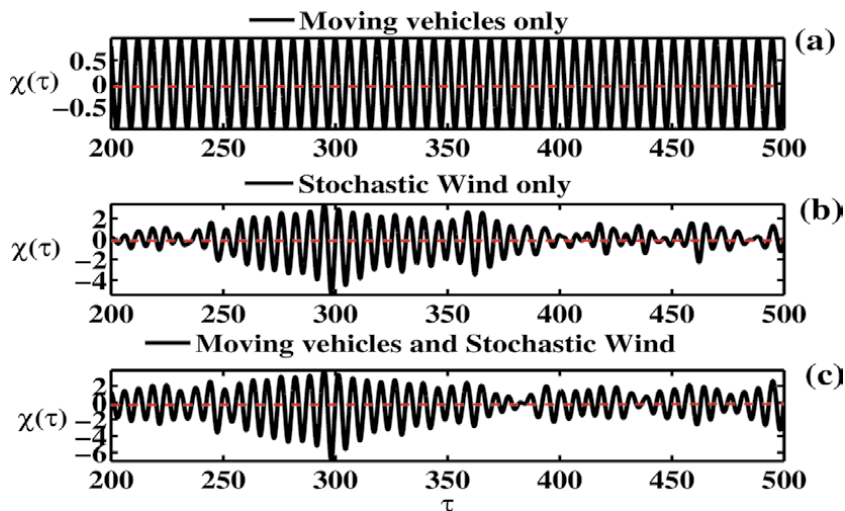 Moving vehicles only
(a)
0.5
χ(τ) 0
−0.5
200 250 300 350 400 450 500
Stochastic Wind only
(b)
2
0
χ(τ)
−2
−4
200 250 300 350 400 450 500
Moving vehicles and Stochastic Wind
(c)
2
0
χ(τ)
−2
−4
−6
200 250 300 350 400 450 500
τ